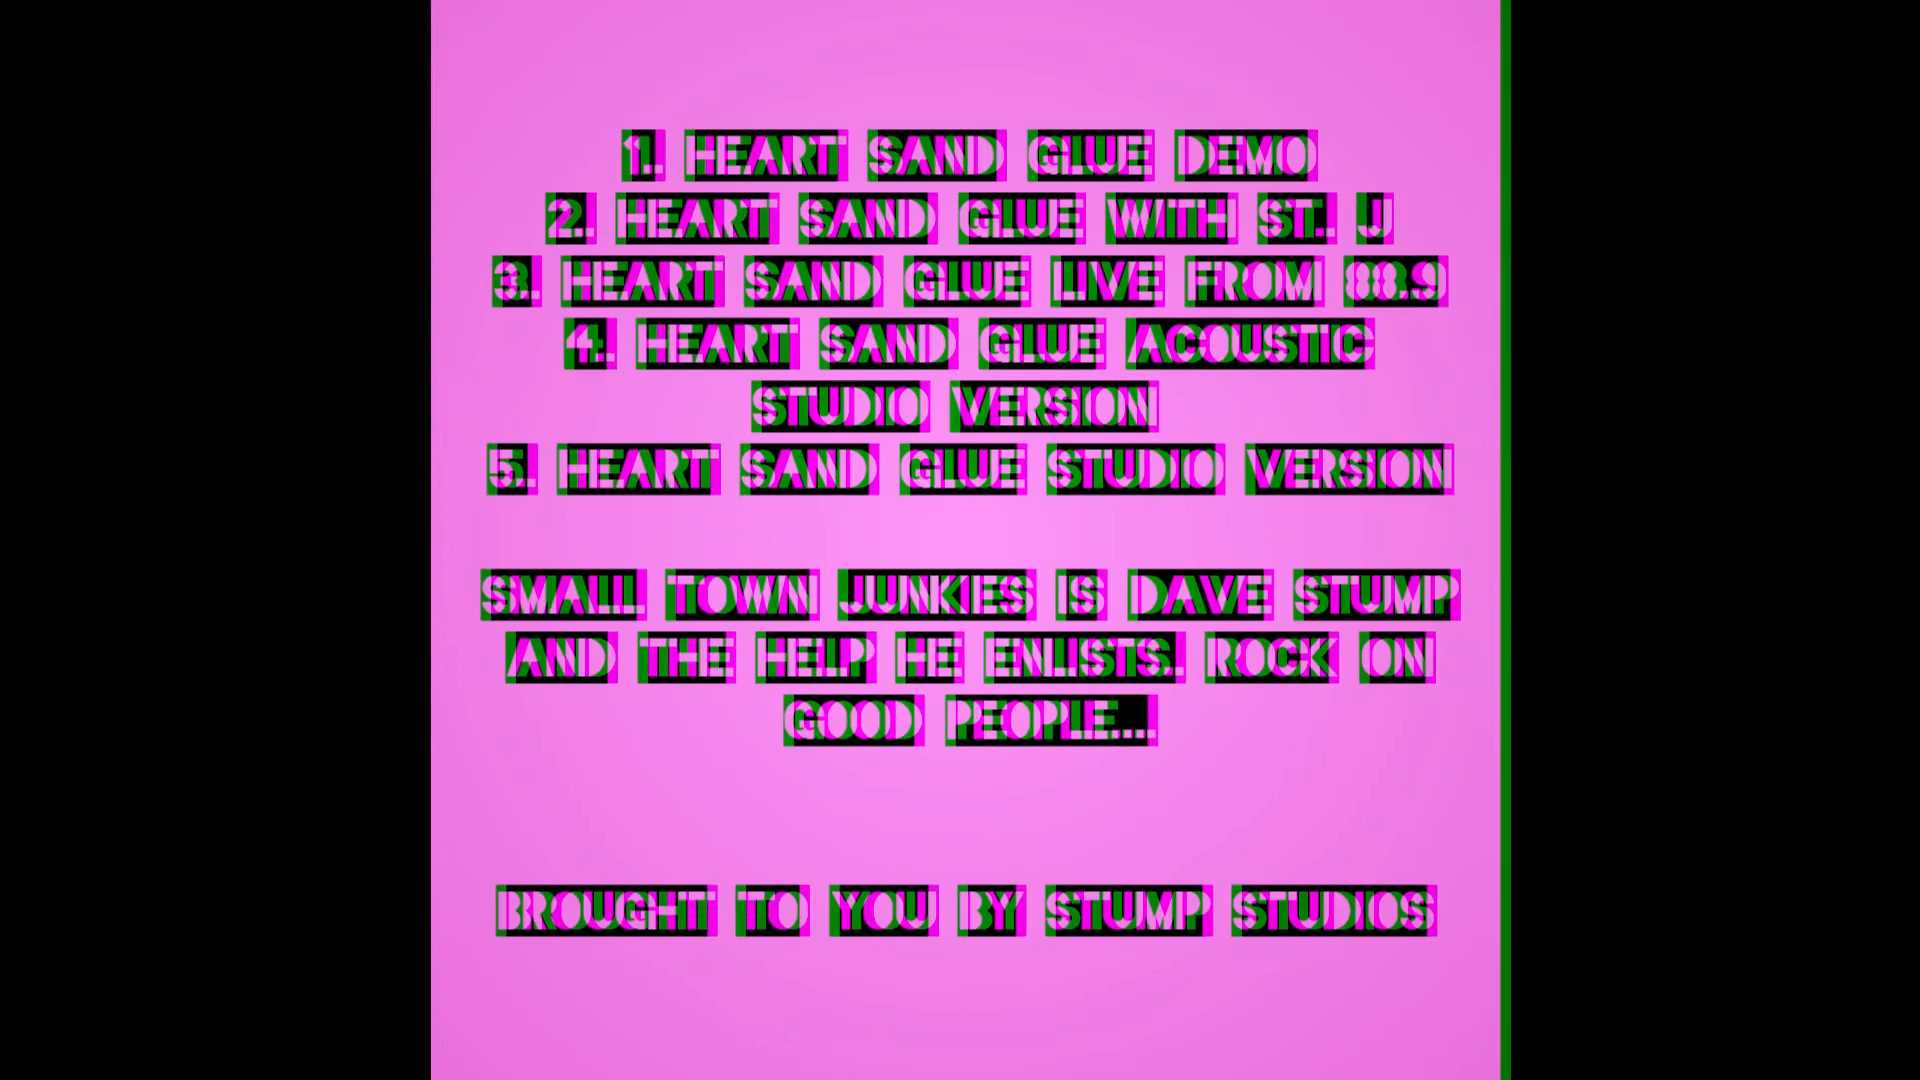 1. HEART SAND GLUE DEMO
2. HEART SAND GLUE WITH ST. J
3. HEART SAND GLUE LIVE FROM 88.9
4. HEART SAND GLUE ACOUSTIC
STUDIO VERSION
5. HEART SAND GLUE STUDIO VERSION
SMALL TOWN JUNKIES IS DAVE STUMP
AND THE HELP HE ENLISTS. ROCK ON
GOOD PEOPLE...
BROUGHT TO YOU BY STUMP STUDIOS